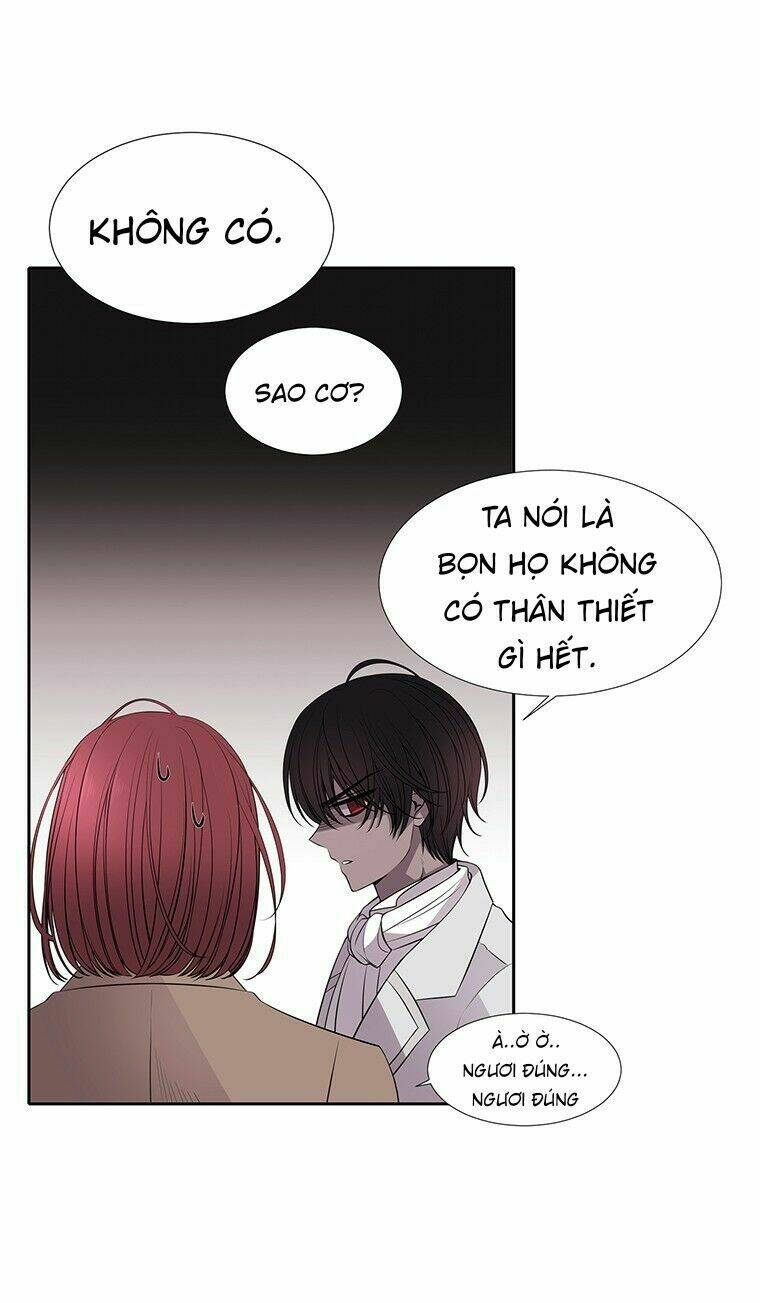 KHÔNG CÓ.
SAO CƠ?
TA NÓI LÀ
BỌN HỌ KHÔNG
CÓ THÂN THIẾT
GÌ HẾT.
À..Ờ Ờ..
NGƯƠI ĐÚNG...
NGƯƠI ĐÚNG